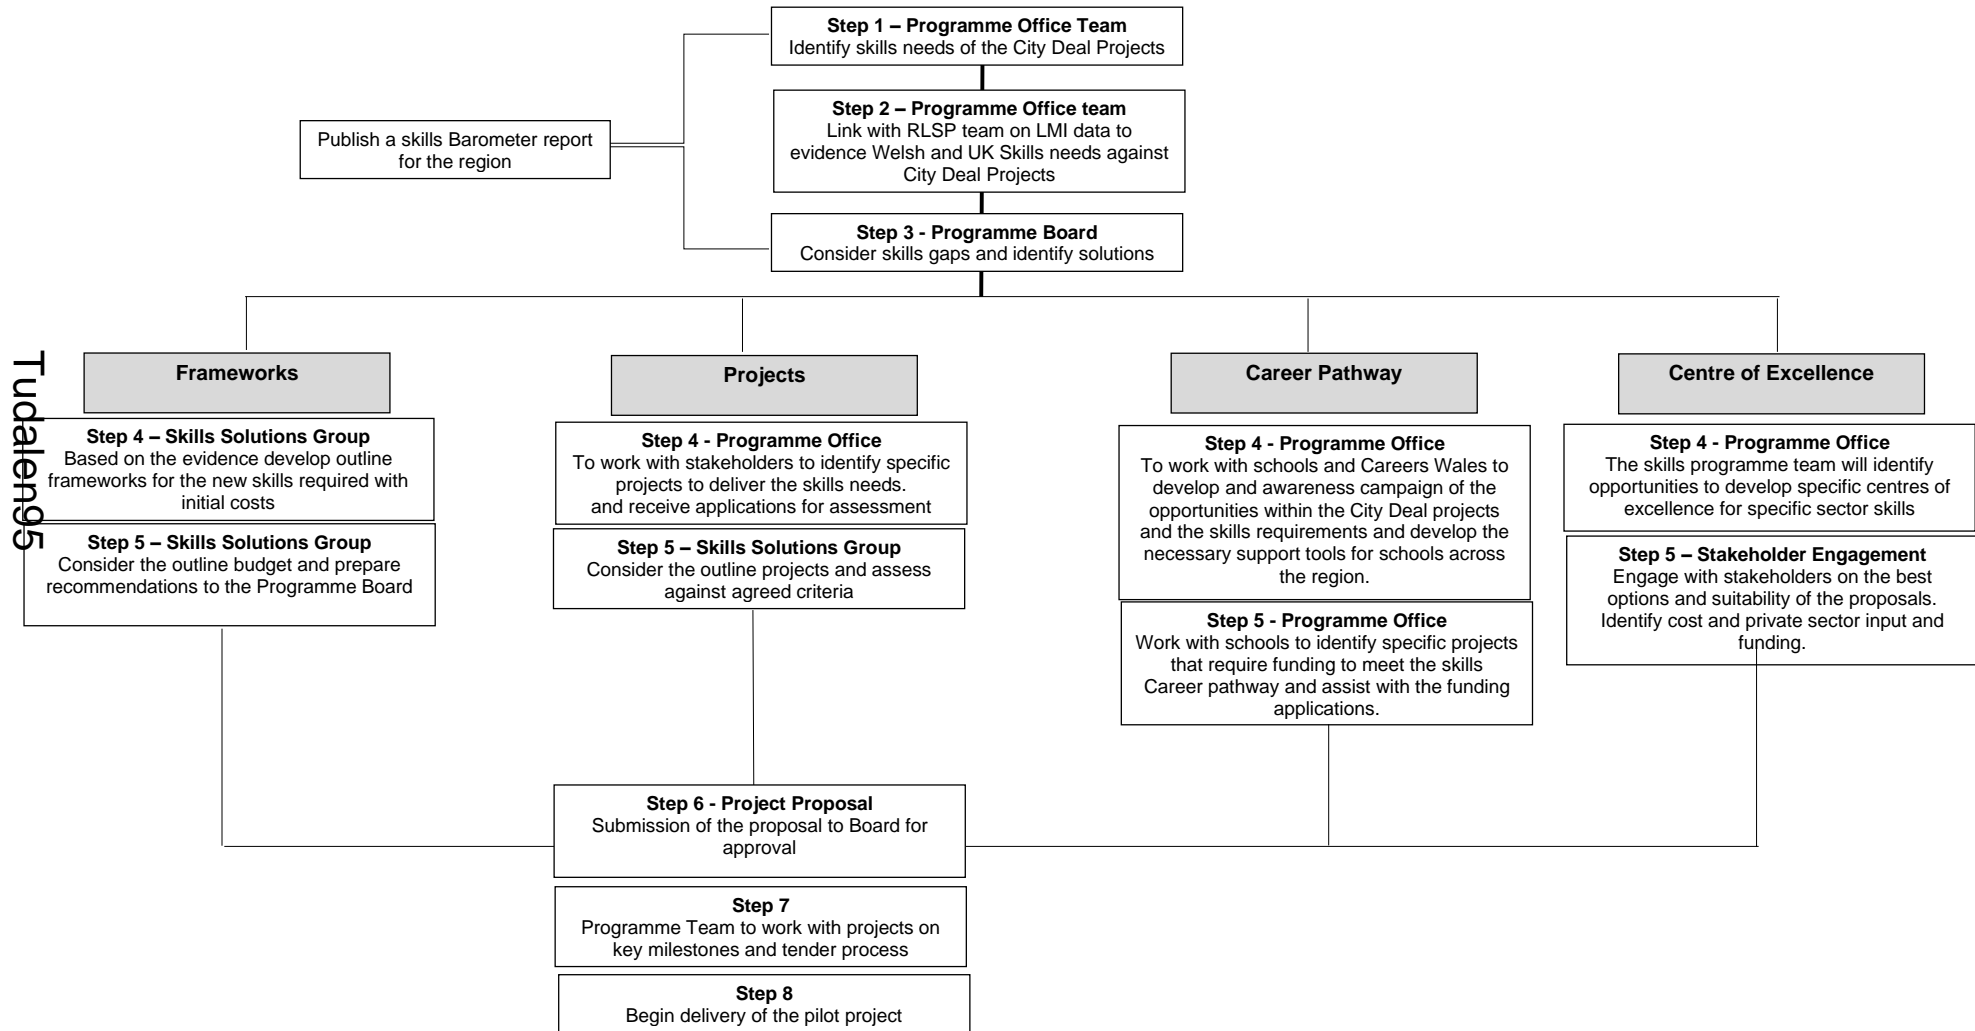 Step 1 – Programme Office Team
Identify skills needs of the City Deal Projects
Step 2 – Programme Office team
Link with RLSP team on LMI data to
evidence Welsh and UK Skills needs against
City Deal Projects
Publish a skills Barometer report
for the region
Step 3 - Programme Board
Consider skills gaps and identify solutions
Tudalen95
Frameworks
Step 4 – Skills Solutions Group
Based on the evidence develop outline
frameworks for the new skills required with
initial costs
Step 5 – Skills Solutions Group
Consider the outline budget and prepare
recommendations to the Programme Board
Projects
Step 4 - Programme Office
To work with stakeholders to identify specific
projects to deliver the skills needs.
and receive applications for assessment
Step 5 – Skills Solutions Group
Consider the outline projects and assess
against agreed criteria
Career Pathway
Step 4 - Programme Office
To work with schools and Careers Wales to
develop and awareness campaign of the
opportunities within the City Deal projects
and the skills requirements and develop the
necessary support tools for schools across
the region.
Step 5 - Programme Office
Work with schools to identify specific projects
that require funding to meet the skills
Career pathway and assist with the funding
applications.
Centre of Excellence
Step 4 - Programme Office
The skills programme team will identify
opportunities to develop specific centres of
excellence for specific sector skills
Step 5 – Stakeholder Engagement
Engage with stakeholders on the best
options and suitability of the proposals.
Identify cost and private sector input and
funding.
Step 6 - Project Proposal
Submission of the proposal to Board for
approval
Step 7
Programme Team to work with projects on
key milestones and tender process
Step 8
Begin delivery of the pilot project